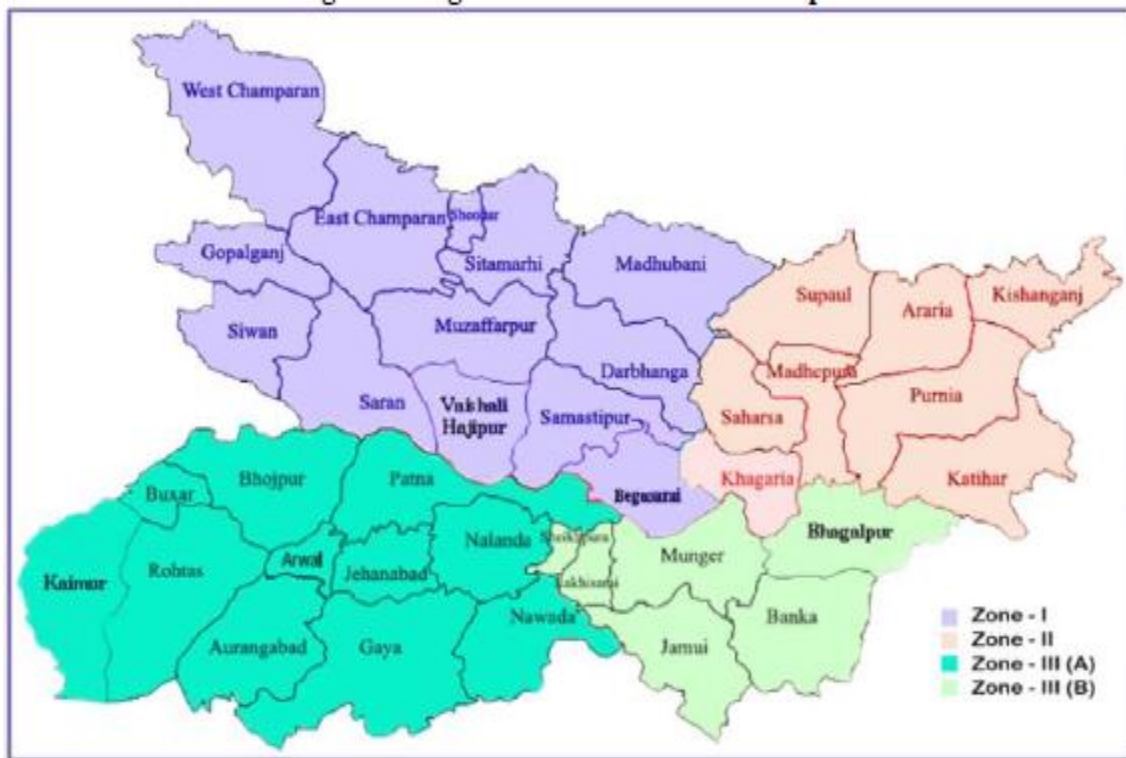 West Champaran
East Champaran
Sheohar
Gopalganj
Sitamarhi
Madhubani
Supaul
Araria
Kishanganj
Siwan
Muzaffarpur
Darbhanga
Madhepura
Purnia
Saran
Vaishali
Hajipur
Samastipur
Saharsa
Begusarai
Khagaria
Katihar
Bhojpur
Patna
Buxar
Nalanda
Sheikhpura
Munger
Bhagalpur
Kaimur
Rohtas
Arwal
Jehanabad
Lakhisarai
Nawada
Banka
Aurangabad
Gaya
Jamui
Zone - I
Zone - II
Zone - III (A)
Zone - III (B)